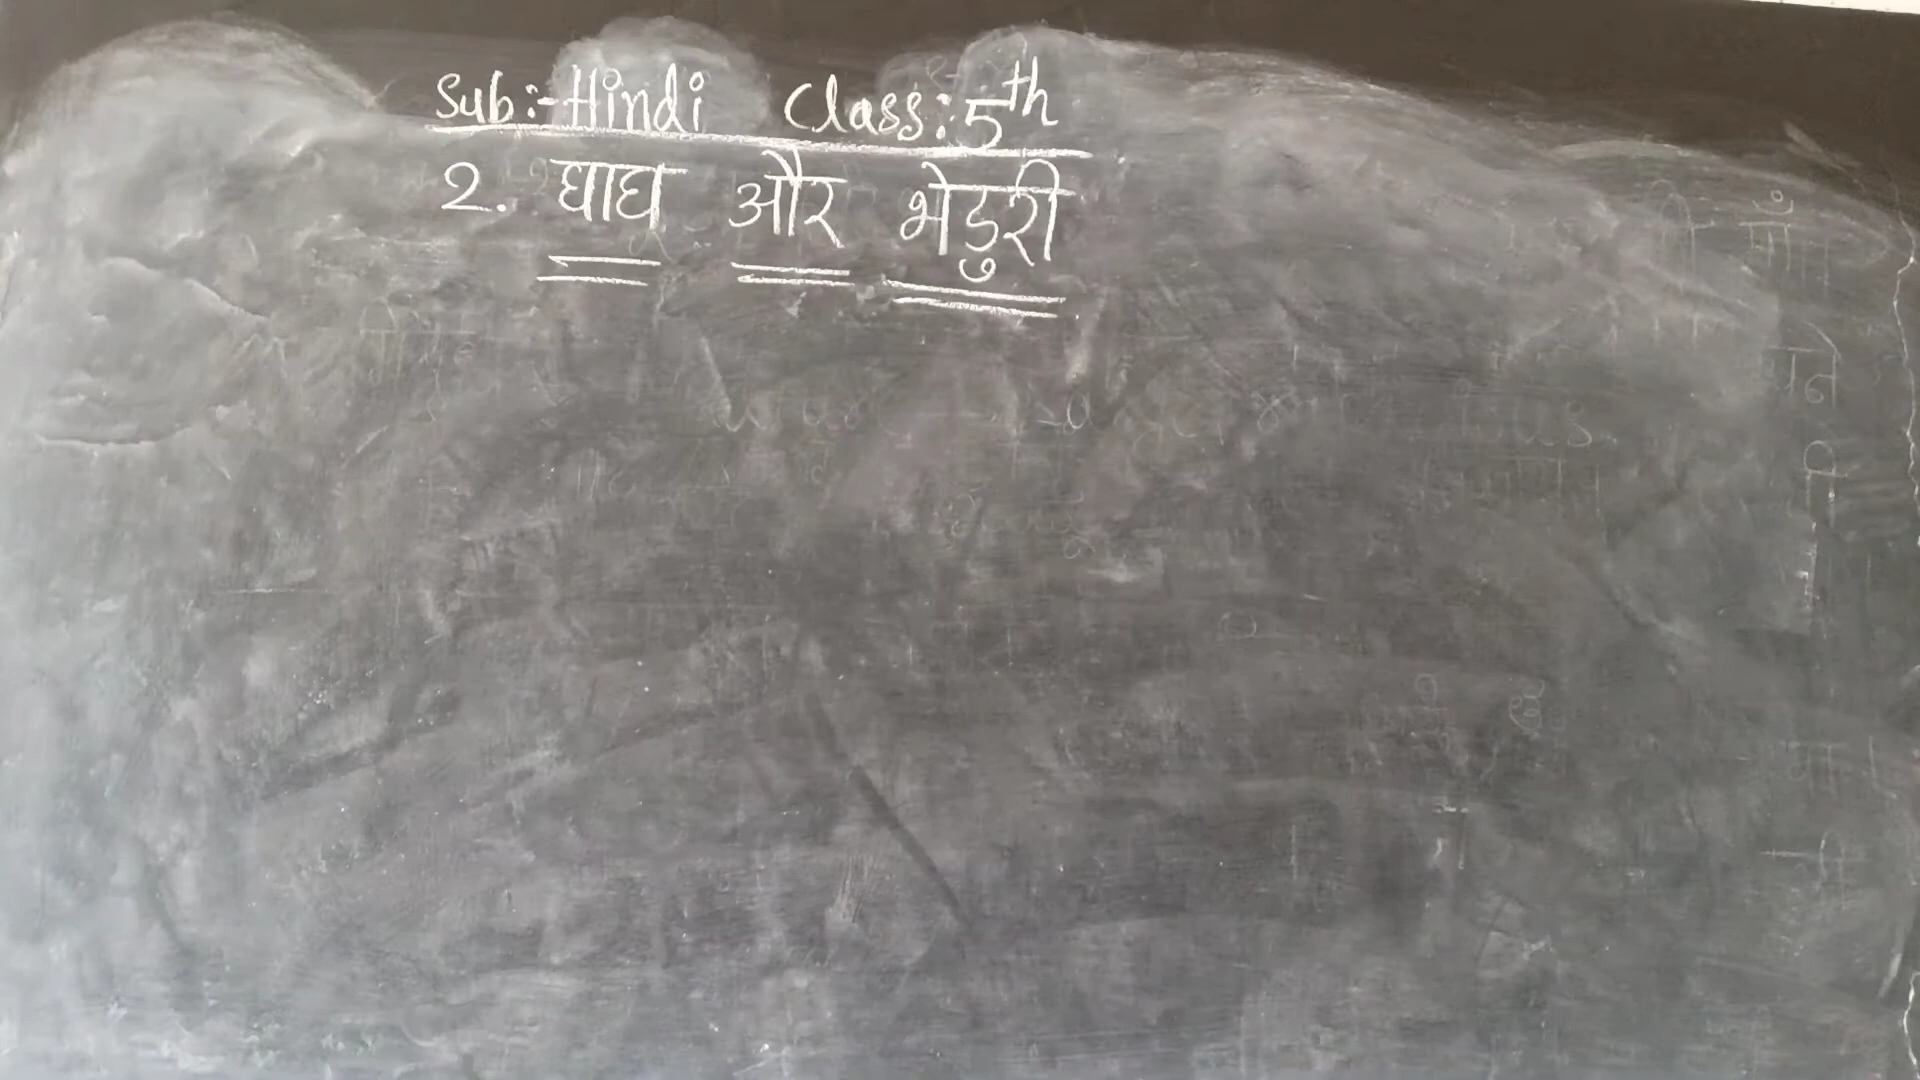 Sub:- Hindi Class: 5th
2. घाघ और भेडुरी